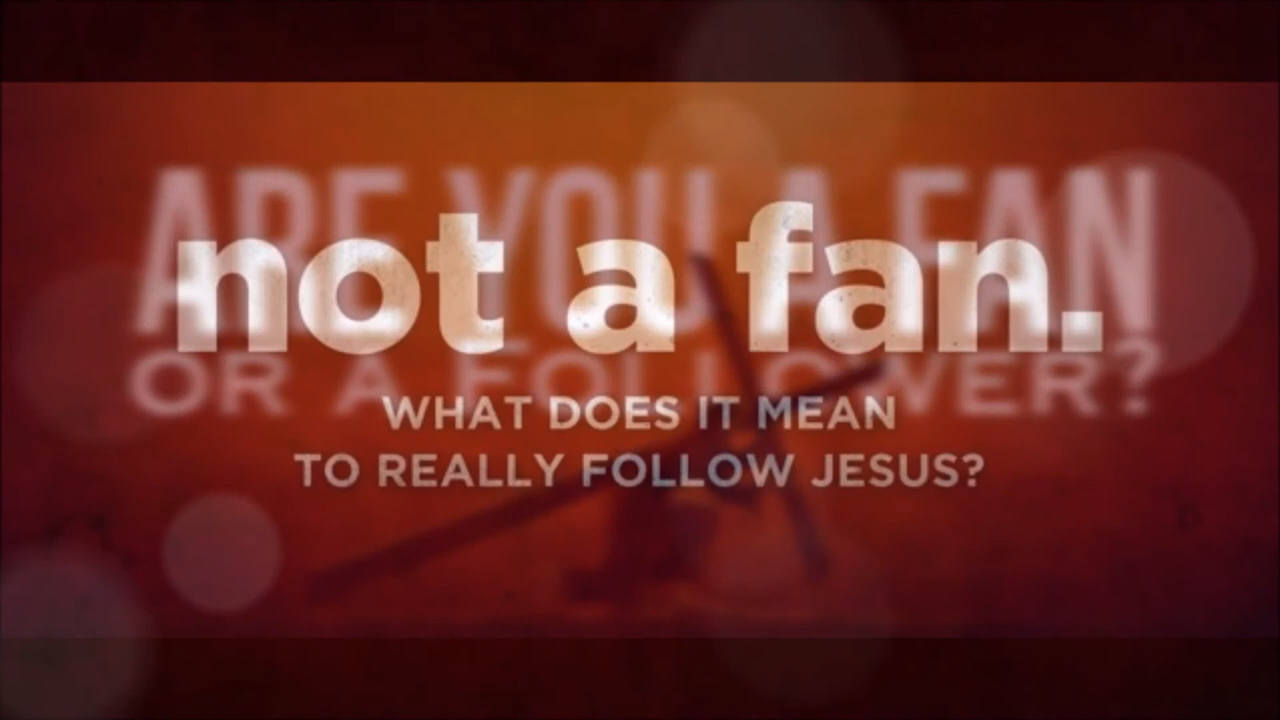 ARE YOU A FAN
not a fan.
OR A FOLLOWER?
WHAT DOES IT MEAN
TO REALLY FOLLOW JESUS?